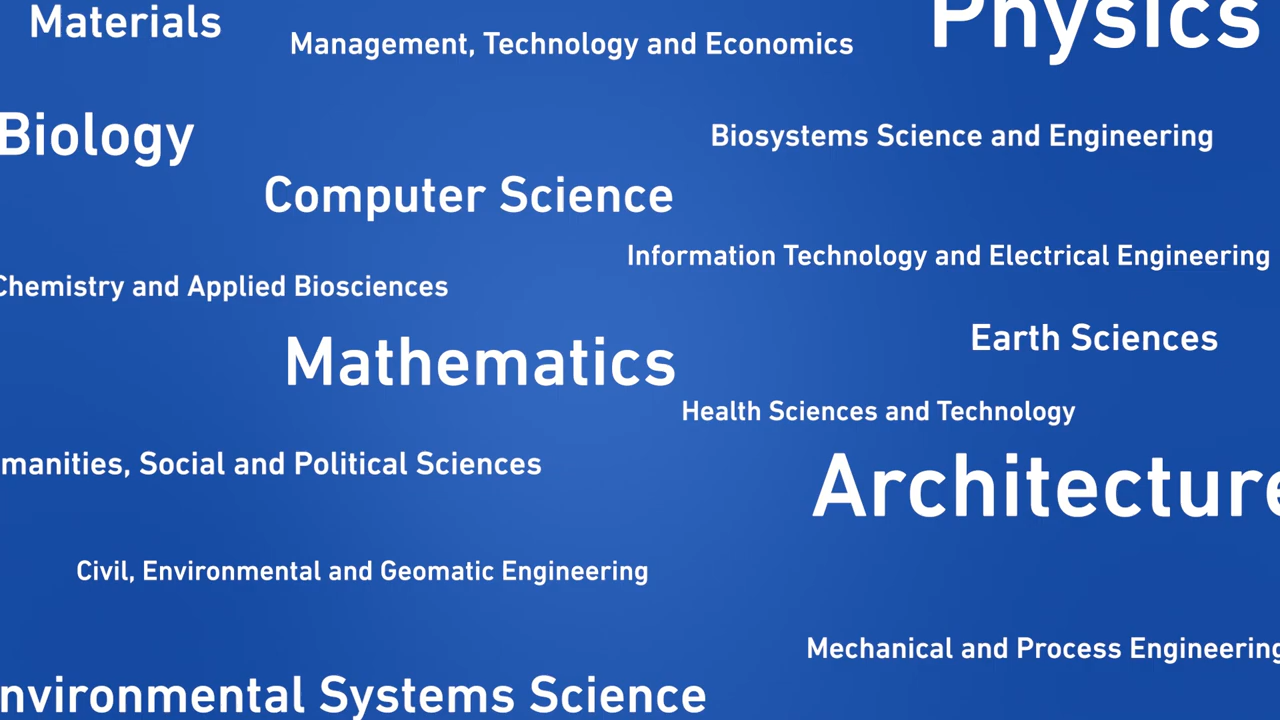 Materials
Management, Technology and Economics
Physics
Biology
Biosystems Science and Engineering
Computer Science
Information Technology and Electrical Engineering
Chemistry and Applied Biosciences
Earth Sciences
Mathematics
Health Sciences and Technology
manities, Social and Political Sciences
Architecture
Civil, Environmental and Geomatic Engineering
Mechanical and Process Engineering
nvironmental Systems Science